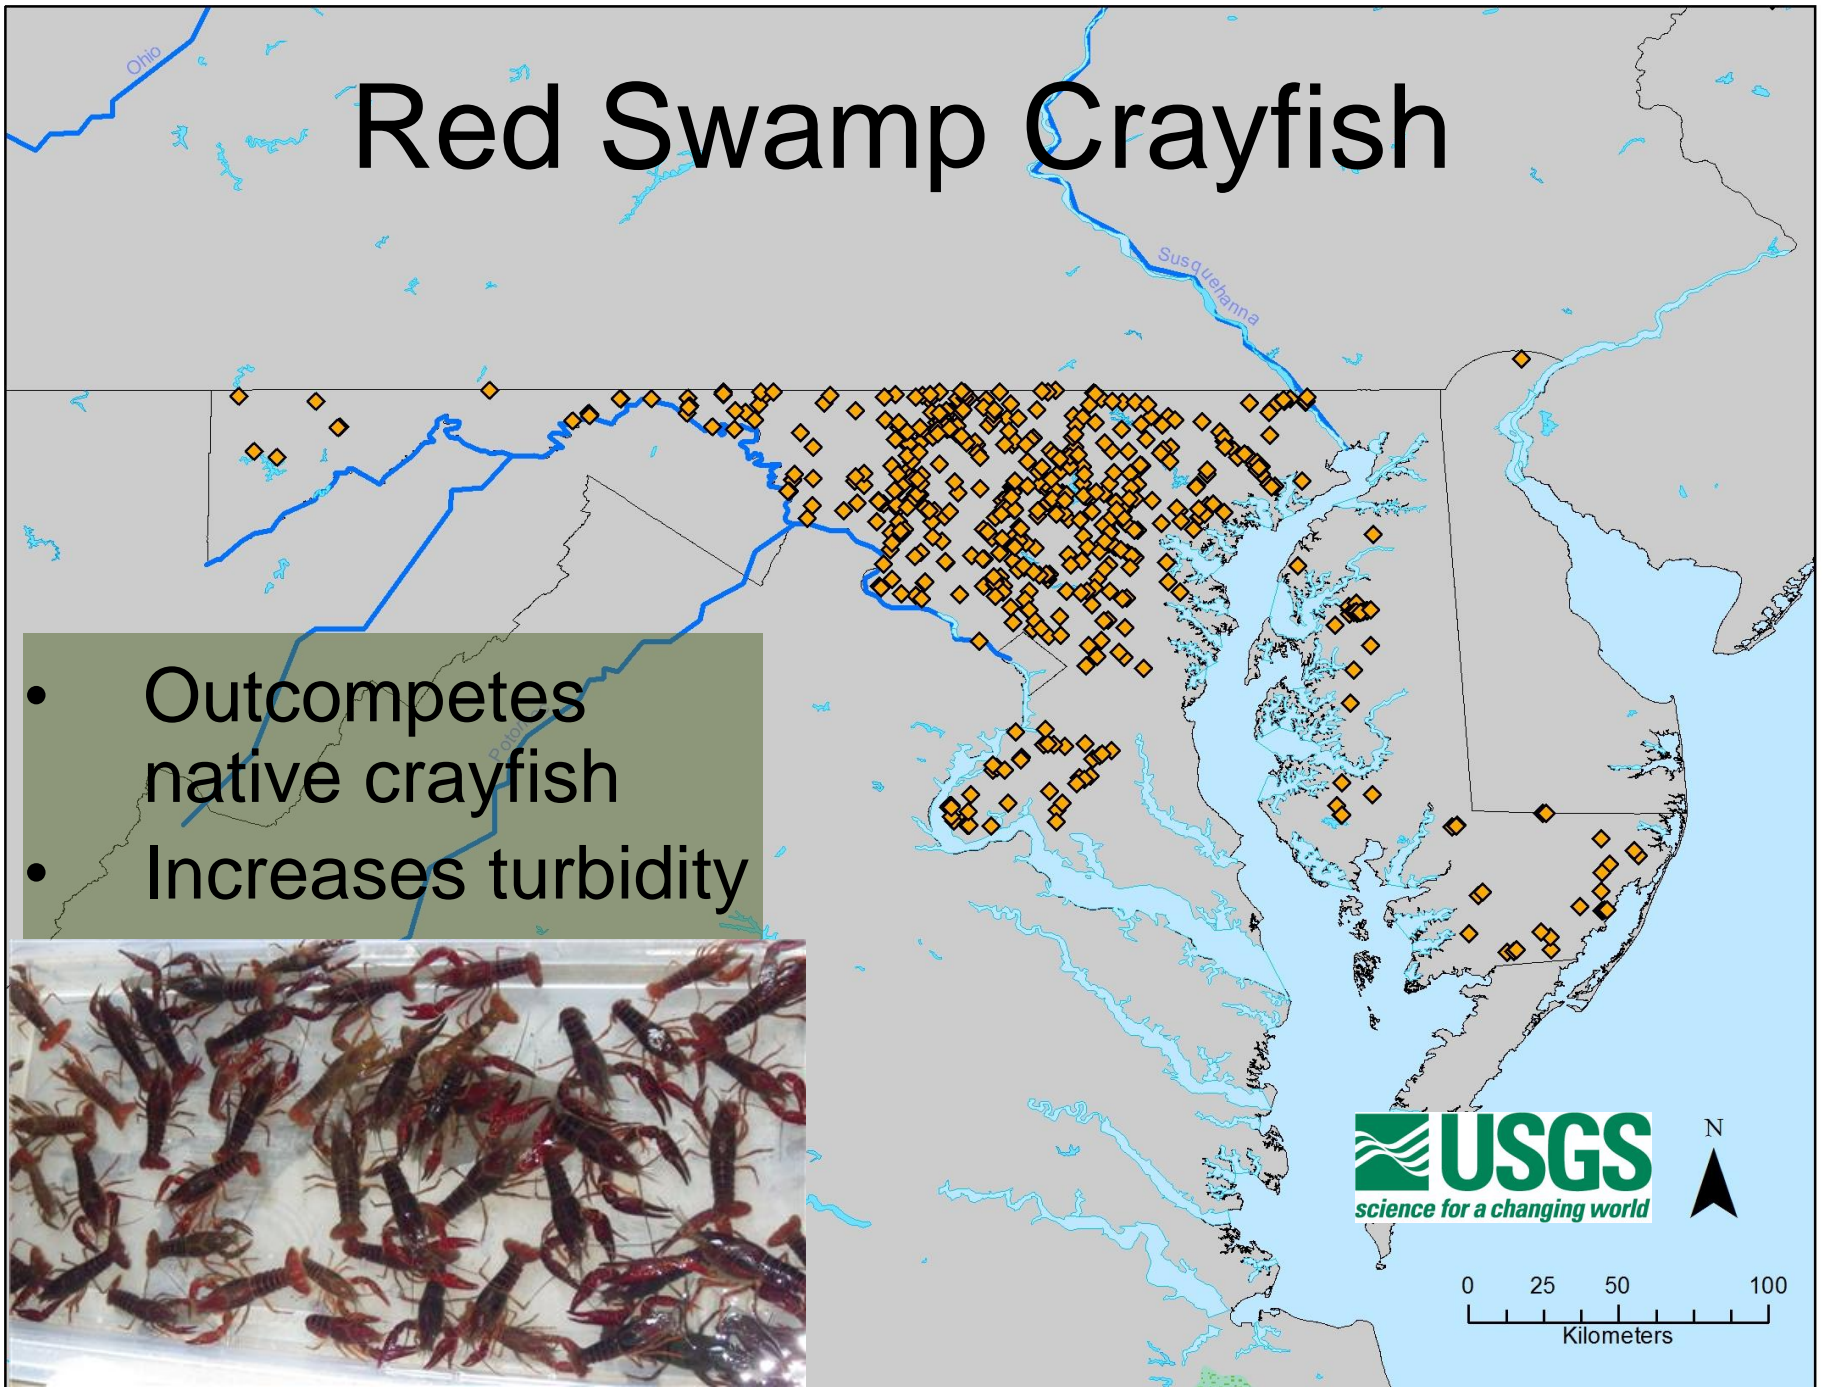 Ohio
Red Swamp Crayfish
Susquehanna
• Outcompetes
native crayfish
• Increases turbidity
USGS
science for a changing world
N
0 25 50 100
Kilometers